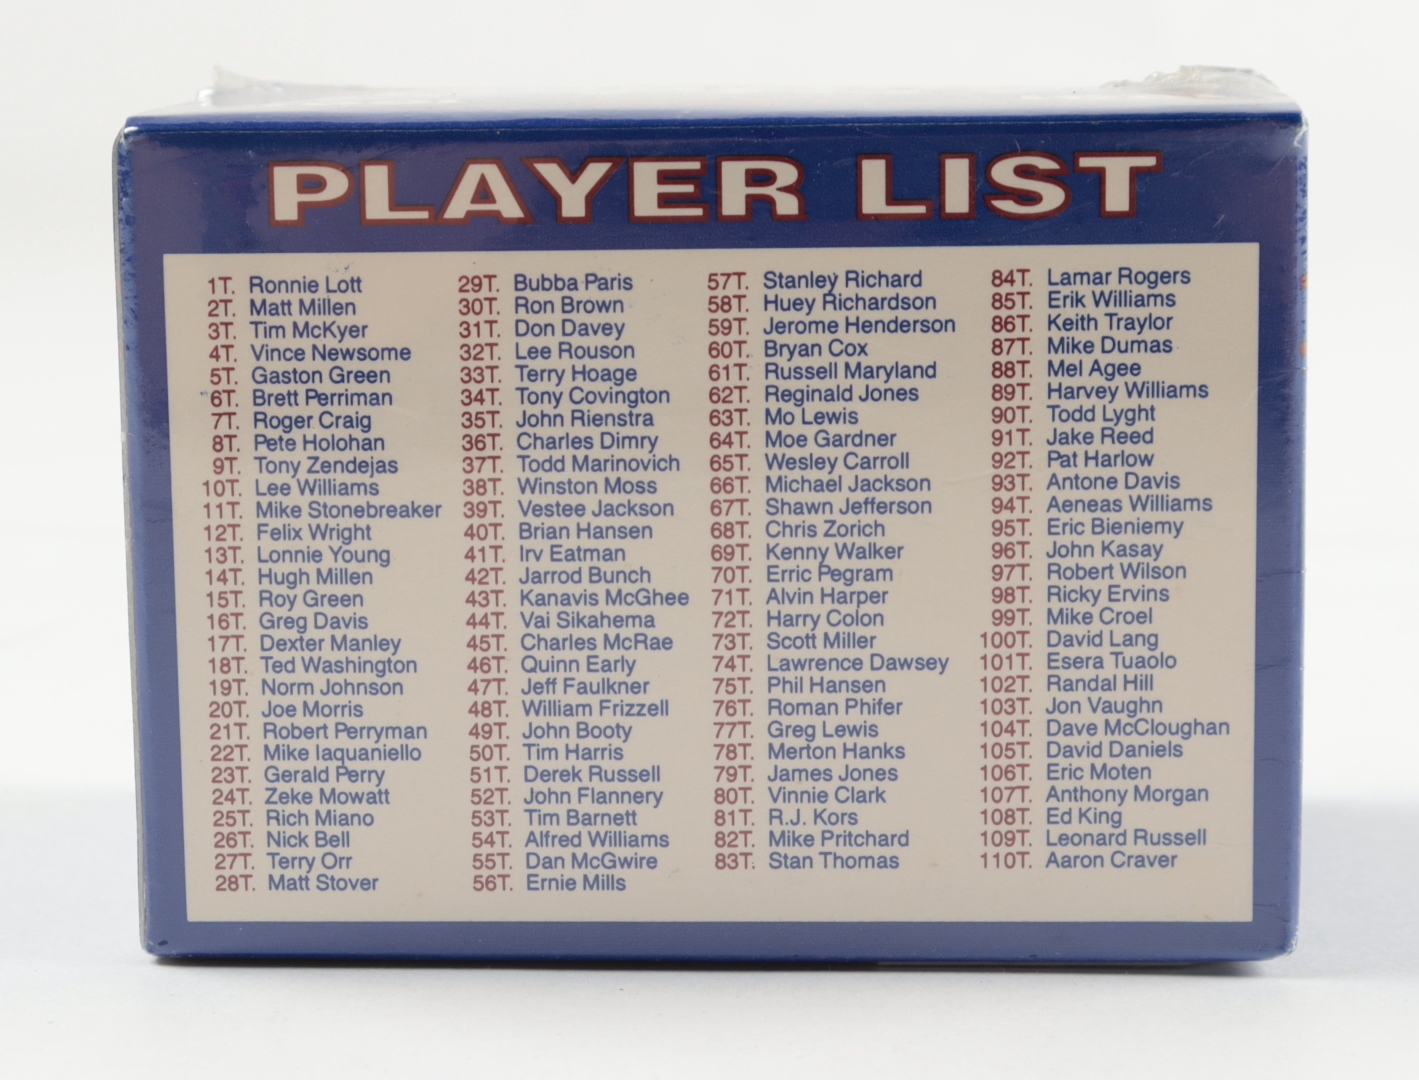 PLAYER LIST
1T. Ronnie Lott
2T. Matt Millen
3T. Tim McKyer
4T. Vince Newsome
5T. Gaston Green
6T. Brett Perriman
7T. Roger Craig
8T. Pete Holohan
9T. Tony Zendejas
10T. Lee Williams
11T. Mike Stonebreaker
12T. Felix Wright
13T. Lonnie Young
14T. Hugh Millen
15T. Roy Green
16T. Greg Davis
17T. Dexter Manley
18T. Ted Washington
19T. Norm Johnson
20T. Joe Morris
21T. Robert Perryman
22T. Mike Iaquaniello
23T. Gerald Perry
24T. Zeke Mowatt
25T. Rich Miano
26T. Nick Bell
27T. Terry Orr
28T. Matt Stover
29T. Bubba Paris
30T. Ron Brown
31T. Don Davey
32T. Lee Rouson
33T. Terry Hoage
34T. Tony Covington
35T. John Rienstra
36T. Charles Dimry
37T. Todd Marinovich
38T. Winston Moss
39T. Vestee Jackson
40T. Brian Hansen
41T. Irv Eatman
42T. Jarrod Bunch
43T. Kanavis McGhee
44T. Vai Sikahema
45T. Charles McRae
46T. Quinn Early
47T. Jeff Faulkner
48T. William Frizzell
49T. John Booty
50T. Tim Harris
51T. Derek Russell
52T. John Flannery
53T. Tim Barnett
54T. Alfred Williams
55T. Dan McGwire
56T. Ernie Mills
57T. Stanley Richard
58T. Huey Richardson
59T. Jerome Henderson
60T. Bryan Cox
61T. Russell Maryland
62T. Reginald Jones
63T. Mo Lewis
64T. Moe Gardner
65T. Wesley Carroll
66T. Michael Jackson
67T. Shawn Jefferson
68T. Chris Zorich
69T. Kenny Walker
70T. Erric Pegram
71T. Alvin Harper
72T. Harry Colon
73T. Scott Miller
74T. Lawrence Dawsey
75T. Phil Hansen
76T. Roman Phifer
77T. Greg Lewis
78T. Merton Hanks
79T. James Jones
80T. Vinnie Clark
81T. R.J. Kors
82T. Mike Pritchard
83T. Stan Thomas
84T. Lamar Rogers
85T. Erik Williams
86T. Keith Traylor
87T. Mike Dumas
88T. Mel Agee
89T. Harvey Williams
90T. Todd Lyght
91T. Jake Reed
92T. Pat Harlow
93T. Antone Davis
94T. Aeneas Williams
95T. Eric Bieniemy
96T. John Kasay
97T. Robert Wilson
98T. Ricky Ervins
99T. Mike Croel
100T. David Lang
101T. Esera Tuaolo
102T. Randal Hill
103T. Jon Vaughn
104T. Dave McCloughan
105T. David Daniels
106T. Eric Moten
107T. Anthony Morgan
108T. Ed King
109T. Leonard Russell
110T. Aaron Craver